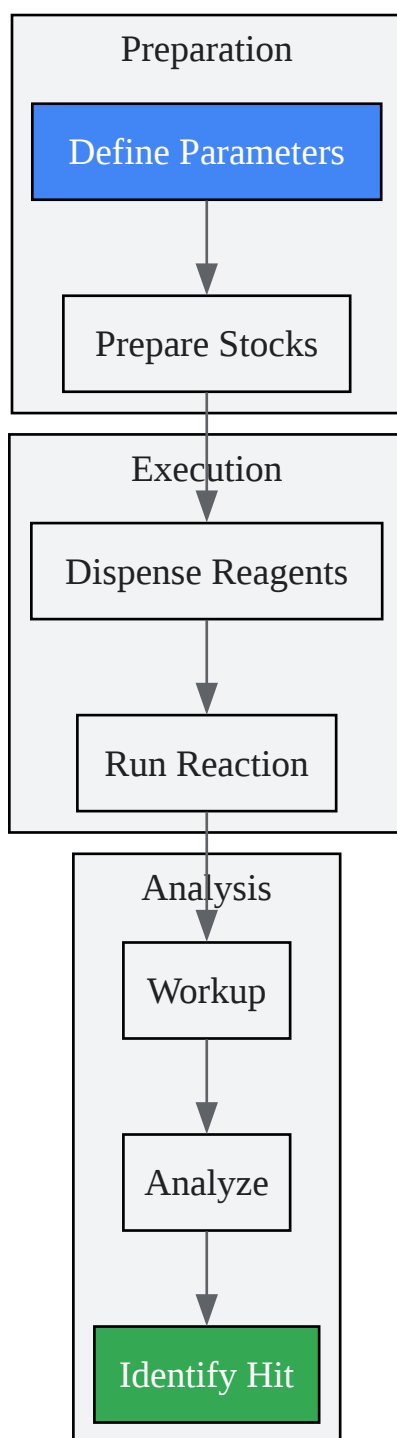 Preparation
Define Parameters
Prepare Stocks
Execution
Dispense Reagents
Run Reaction
Analysis
Workup
Analyze
Identify Hit